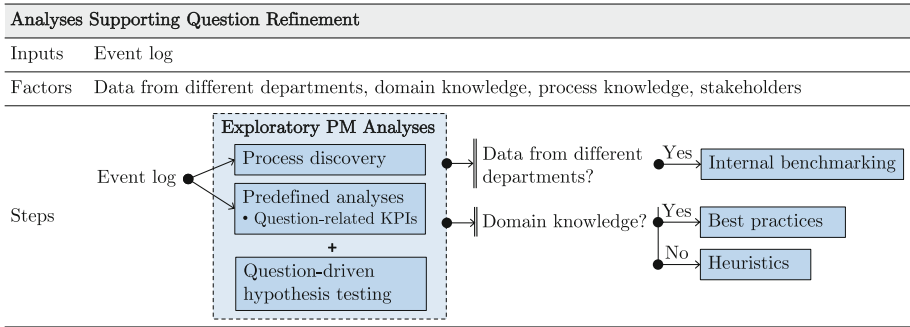 Analyses Supporting Question Refinement
Inputs Event log
Factors Data from different departments, domain knowledge, process knowledge, stakeholders
Steps
Event log
Exploratory PM Analyses
Process discovery
Predefined analyses
• Question-related KPIs
+
Question-driven
hypothesis testing
Data from different
departments?
Yes
Internal benchmarking
Domain knowledge?
Yes
Best practices
No
Heuristics